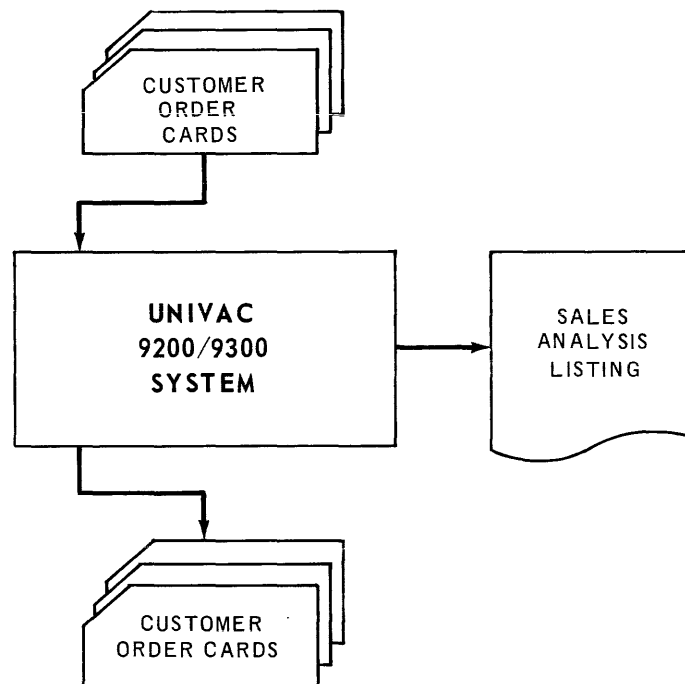 CUSTOMER
ORDER
CARDS
UNIVAC
9200/9300
SYSTEM
SALES
ANALYSIS
LISTING
CUSTOMER
ORDER CARDS